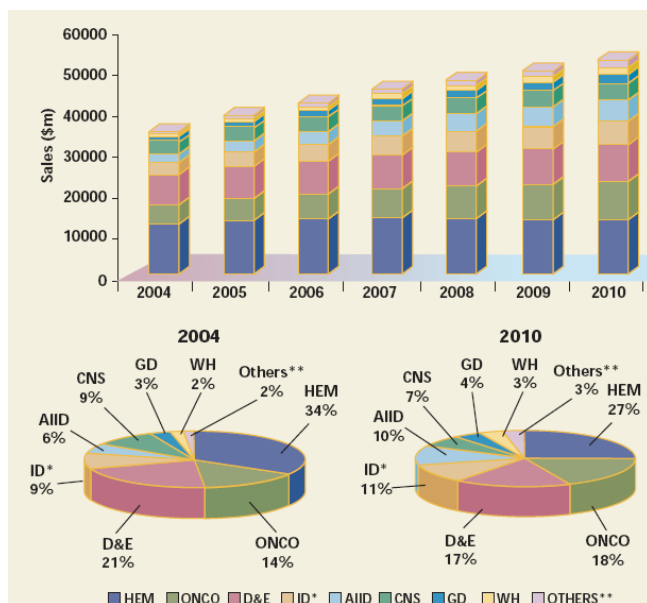 60000
50000
40000
30000
20000
10000
0
Sales ($m)
2004 2005 2006 2007 2008 2009 2010
2004
HEM
34%
ONCO
14%
D&E
21%
ID*
9%
AIID
6%
CNS
9%
GD
3%
WH
2%
Others**
2%
2010
HEM
27%
ONCO
18%
D&E
17%
ID*
11%
AIID
10%
CNS
7%
GD
4%
WH
3%
Others**
3%
HEM ONCO D&E ID* AIID CNS GD WH OTHERS**